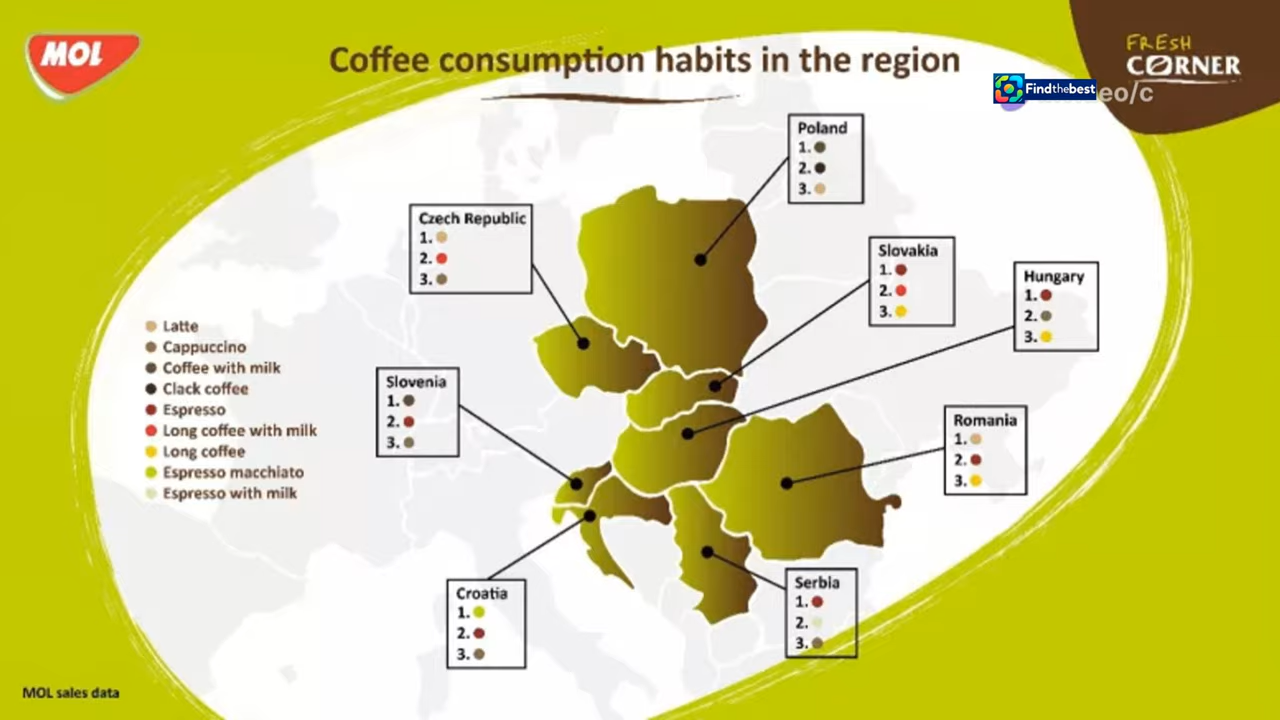 MOL
Coffee consumption habits in the region
FRESH
CORNER
Findthebest
eo/c
Poland
1.
2.
3.
Czech Republic
1.
2.
3.
Slovakia
1.
2.
3.
Hungary
1.
2.
3.
Latte
Cappuccino
Coffee with milk
Clack coffee
Espresso
Long coffee with milk
Long coffee
Espresso macchiato
Espresso with milk
Slovenia
1.
2.
3.
Romania
1.
2.
3.
Croatia
1.
2.
3.
Serbia
1.
2.
3.
MOL sales data